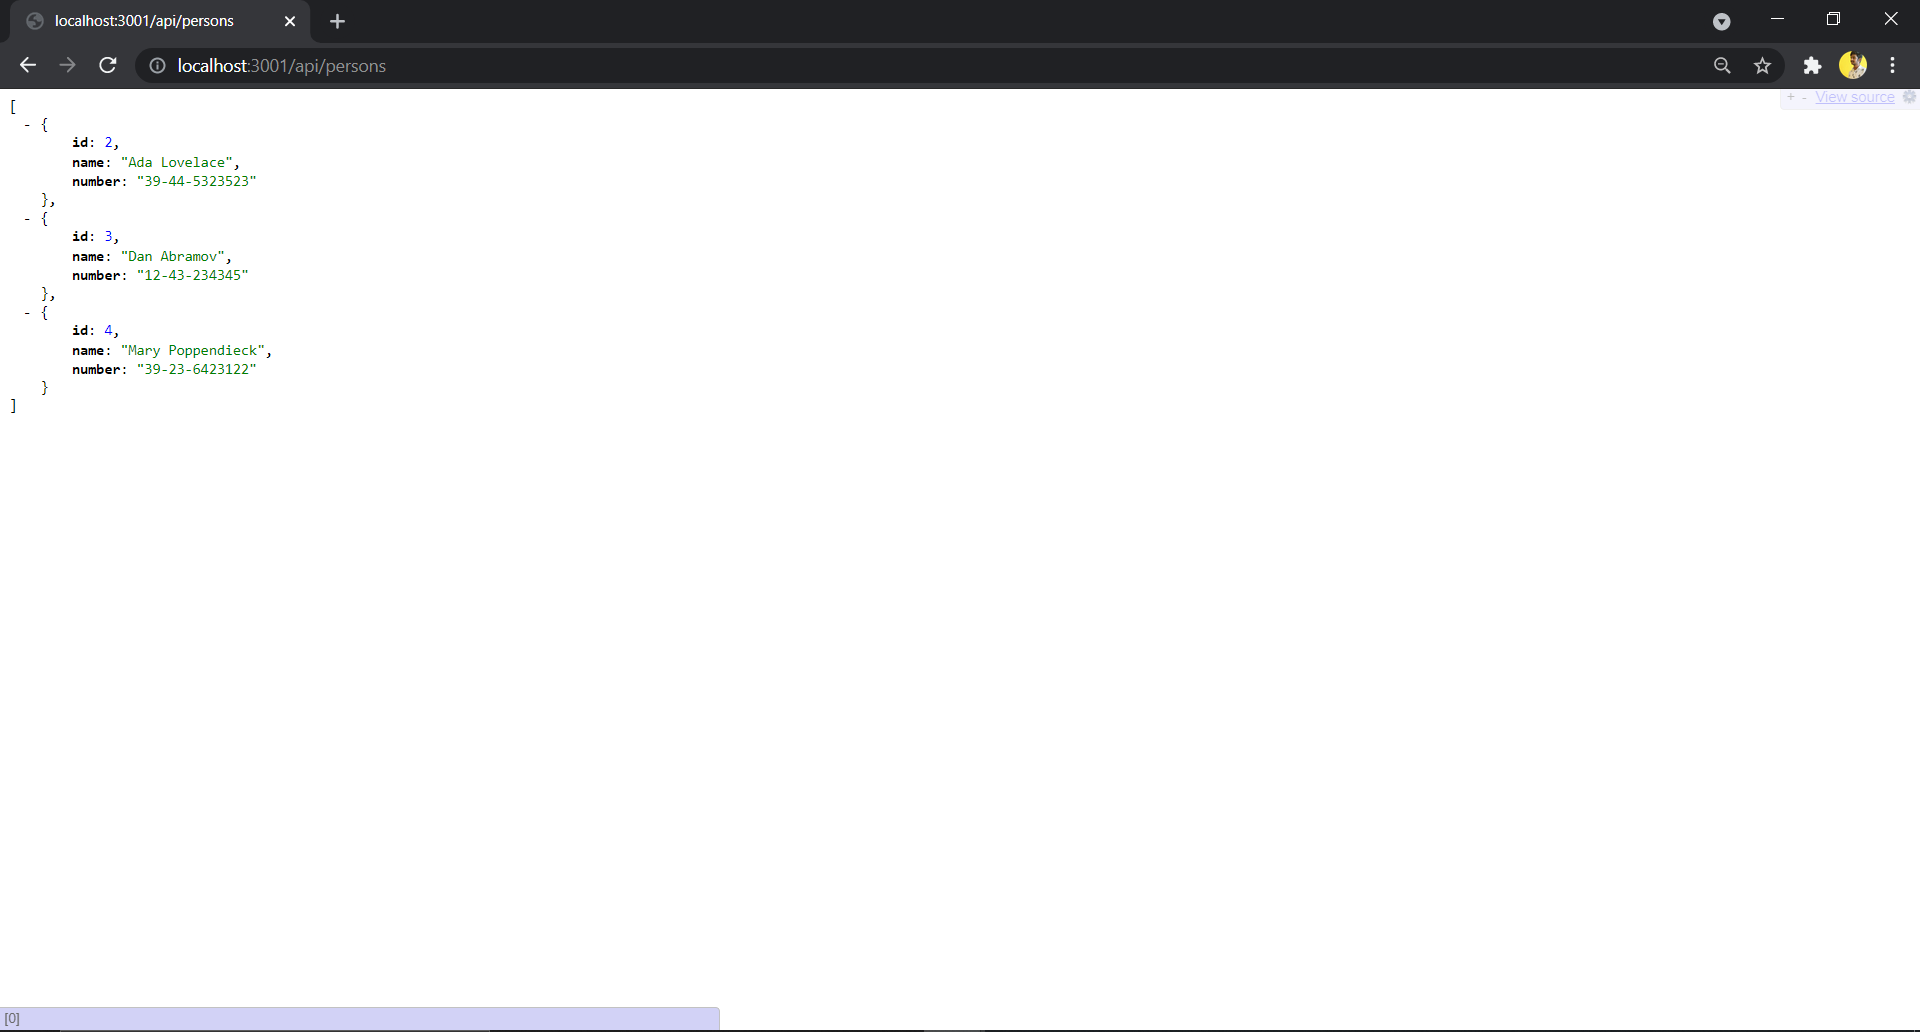 localhost:3001/api/persons
localhost:3001/api/persons
+ - View source
[
- {
id: 2,
name: "Ada Lovelace",
number: "39-44-5323523"
},
- {
id: 3,
name: "Dan Abramov",
number: "12-43-234345"
},
- {
id: 4,
name: "Mary Poppendieck",
number: "39-23-6423122"
}
]
[0]